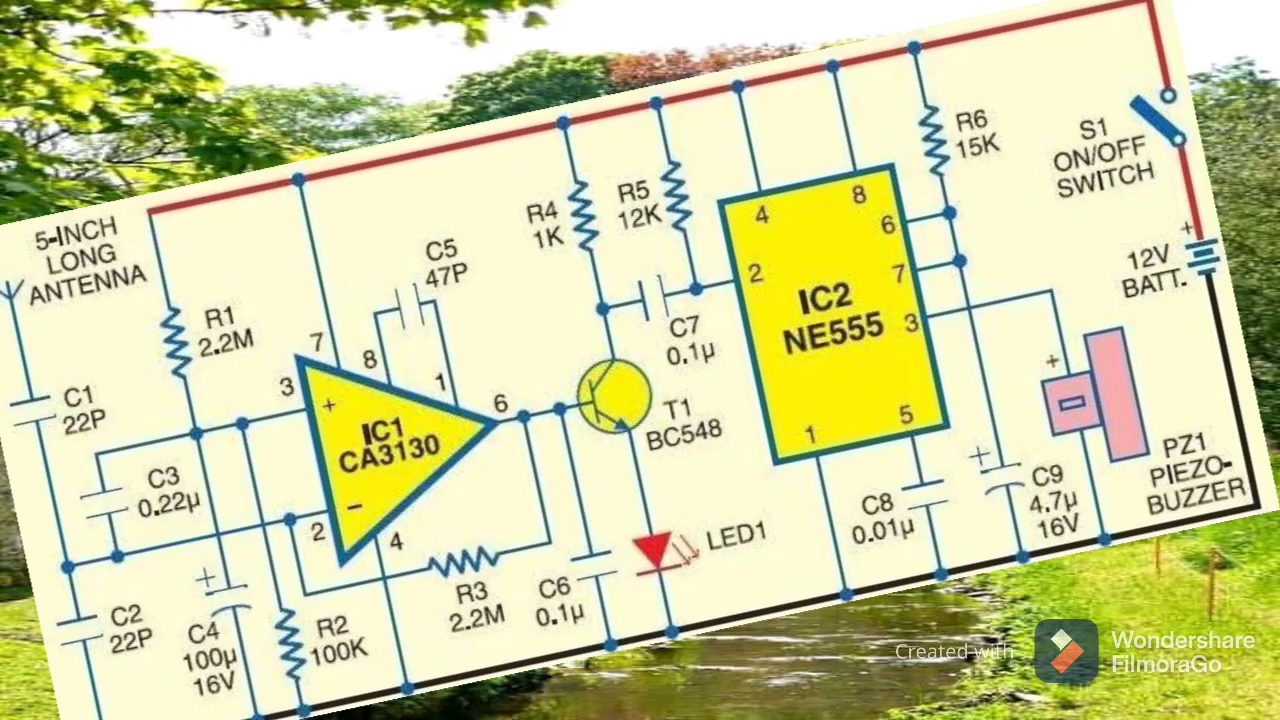 5-INCH
LONG
ANTENNA
C1
22P
R1
2.2M
C3
0.22µ
C2
22P
+
C4
100µ
16V
R2
100K
7
8
1
3
+
IC1
CA3130
-
2
4
6
C5
47P
R3
2.2M
R4
1K
R5
12K
C7
0.1µ
T1
BC548
C6
0.1µ
LED1
4
8
6
2
7
IC2
NE555
3
5
1
R6
15K
C8
0.01µ
+
C9
4.7µ
16V
S1
ON/OFF
SWITCH
+
12V
BATT.
+
PZ1
PIEZO-
BUZZER
Created with
Wondershare
FilmoraGo